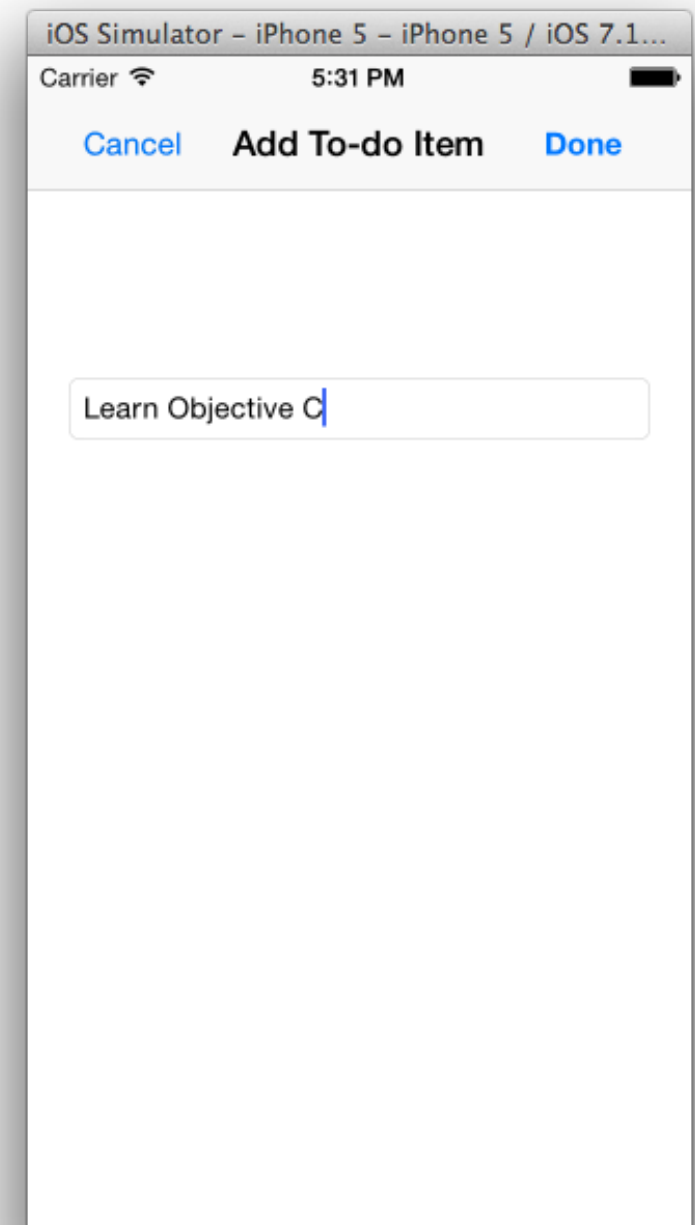 iOS Simulator – iPhone 5 – iPhone 5 / iOS 7.1...
Carrier 5:31 PM
Cancel Add To-do Item Done
Learn Objective C